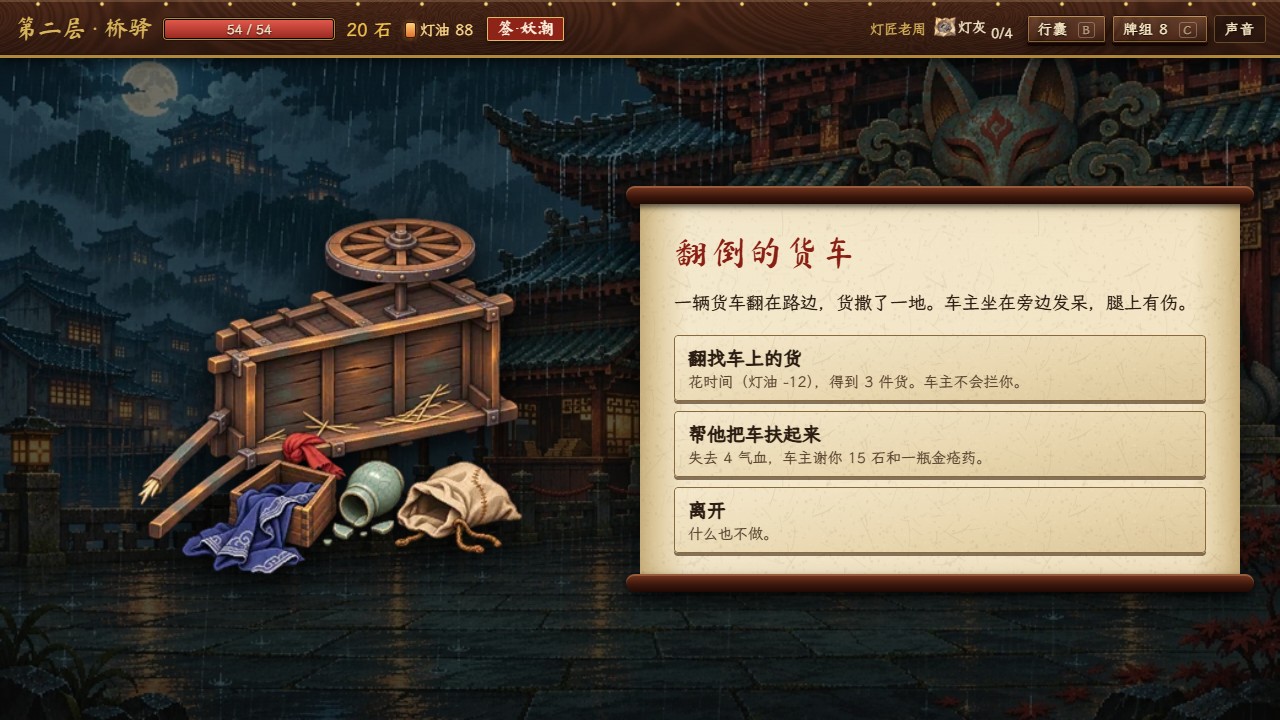 第二层·桥驿 54 / 54 20 石 灯油 88 签·妖潮 灯匠老周 灯灰 0/4 行囊 B 牌组 8 C 声音
翻倒的货车
一辆货车翻在路边，货撒了一地。车主坐在旁边发呆，腿上有伤。
翻找车上的货
花时间（灯油 -12），得到 3 件货。车主不会拦你。
帮他把车扶起来
失去 4 气血，车主谢你 15 石和一瓶金疮药。
离开
什么也不做。